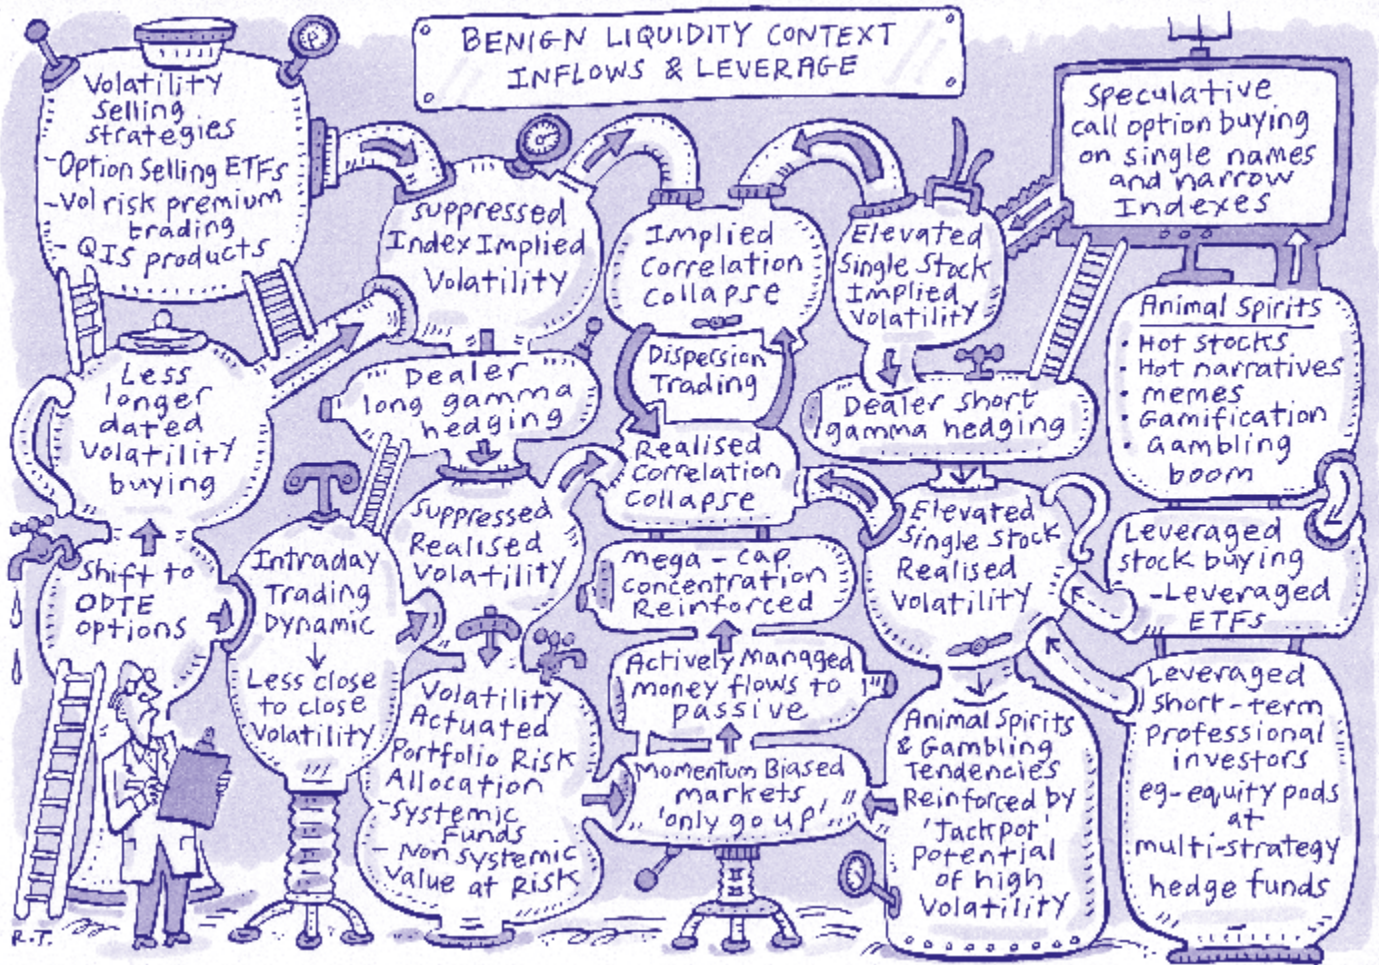 BENIGN LIQUIDITY CONTEXT
INFLOWS & LEVERAGE
Volatility
Selling
strategies
-Option Selling ETFs
-Vol risk premium
trading
- QIS products
Suppressed
Index Implied
Volatility
Implied
Correlation
Collapse
Elevated
Single Stock
Implied
Volatility
Speculative
call option buying
on single names
and narrow
Indexes
Less
longer
dated
Volatility
buying
Dealer
long gamma
hedging
Dispersion
Trading
Dealer short
gamma hedging
Animal Spirits
• Hot stocks
• Hot narratives
• memes
• Gamification
• Gambling
boom
Shift to
ODTE
options
Intraday
Trading
Dynamic
Less close
to close
Volatility
Suppressed
Realised
Volatility
Realised
Correlation
Collapse
Elevated
Single Stock
Realised
Volatility
Leveraged
stock buying
-Leveraged
ETFs
Mega-cap
Concentration
Reinforced
Actively Managed
money flows to
passive
Momentum Biased
markets
'only go up'
Volatility
Actuated
Portfolio Risk
Allocation
-Systemic
Funds
- Non systemic
Value at Risk
Animal Spirits
& Gambling
Tendencies
Reinforced by
'Jackpot'
potential
of high
Volatility
Leveraged
short-term
professional
investors
eg-equity pods
at
multi-strategy
hedge funds
R.T.